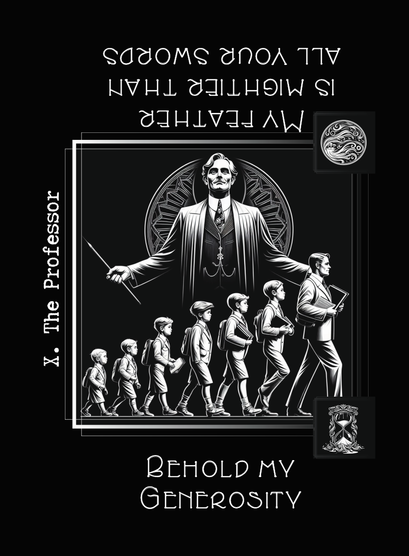 My feather
is mightier than
all your swords
X. The Professor
Behold my
Generosity